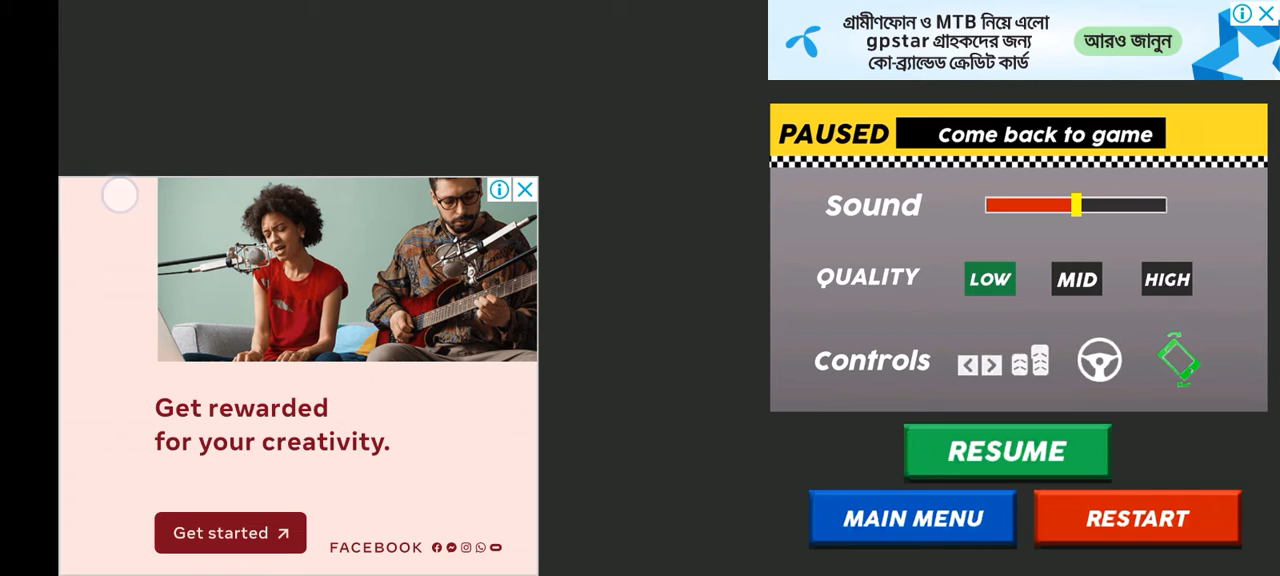 গ্রামীণফোন ও MTB নিয়ে এলো
gpstar গ্রাহকদের জন্য
কো-ব্র্যান্ডেড ক্রেডিট কার্ড
আরও জানুন
PAUSED
Come back to game
Sound
QUALITY
LOW
MID
HIGH
Controls
RESUME
MAIN MENU
RESTART
Get rewarded
for your creativity.
Get started
FACEBOOK